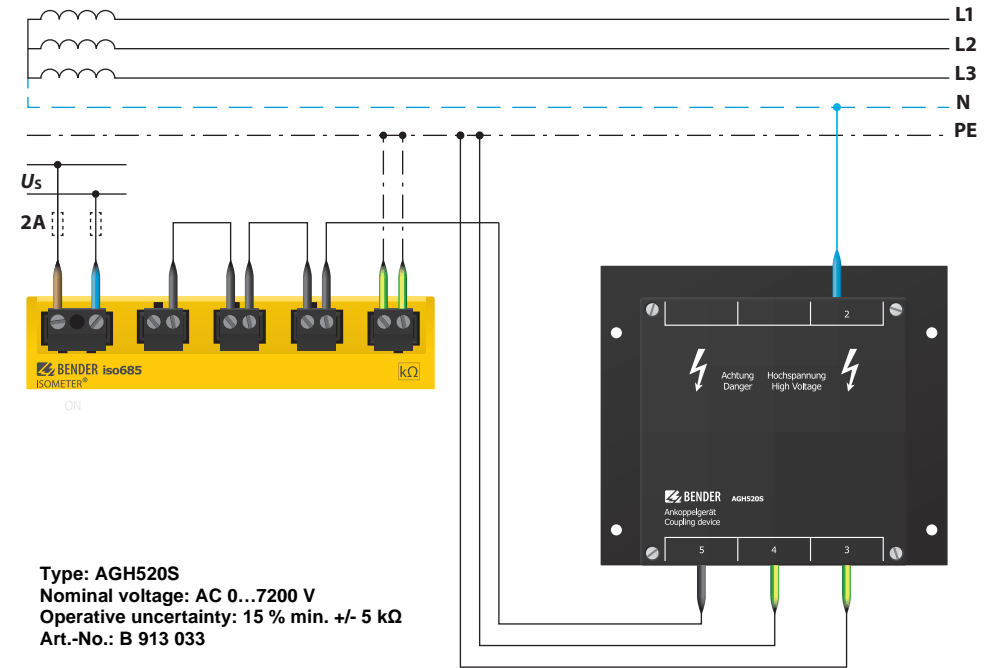 L1
L2
L3
N
PE
Us
2A
2
BENDER iso685
ISOMETER®
kΩ
ON
Achtung Hochspannung
Danger High Voltage
BENDER AGH520S
Ankoppelgerät
Coupling device
5 4 3
Type: AGH520S
Nominal voltage: AC 0…7200 V
Operative uncertainty: 15 % min. +/- 5 kΩ
Art.-No.: B 913 033